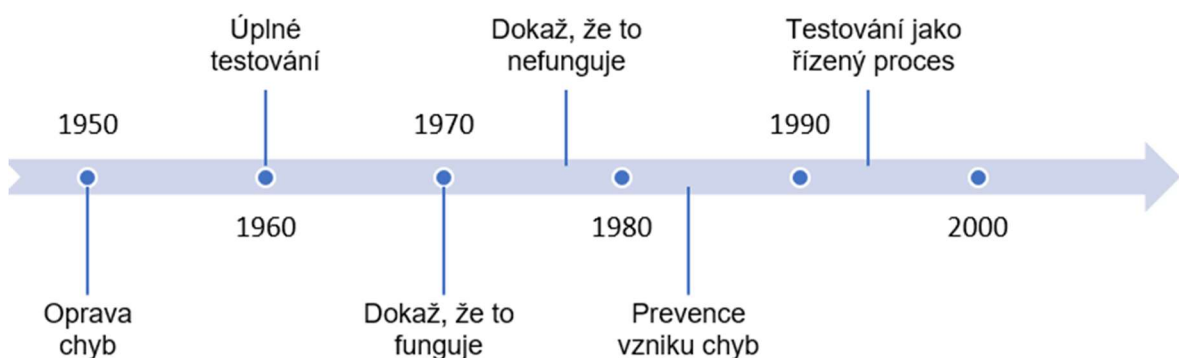 Úplné
testování
Dokaž, že to
nefunguje
Testování jako
řízený proces
1950
1970
1990
1960
1980
2000
Oprava
chyb
Dokaž, že to
funguje
Prevence
vzniku chyb